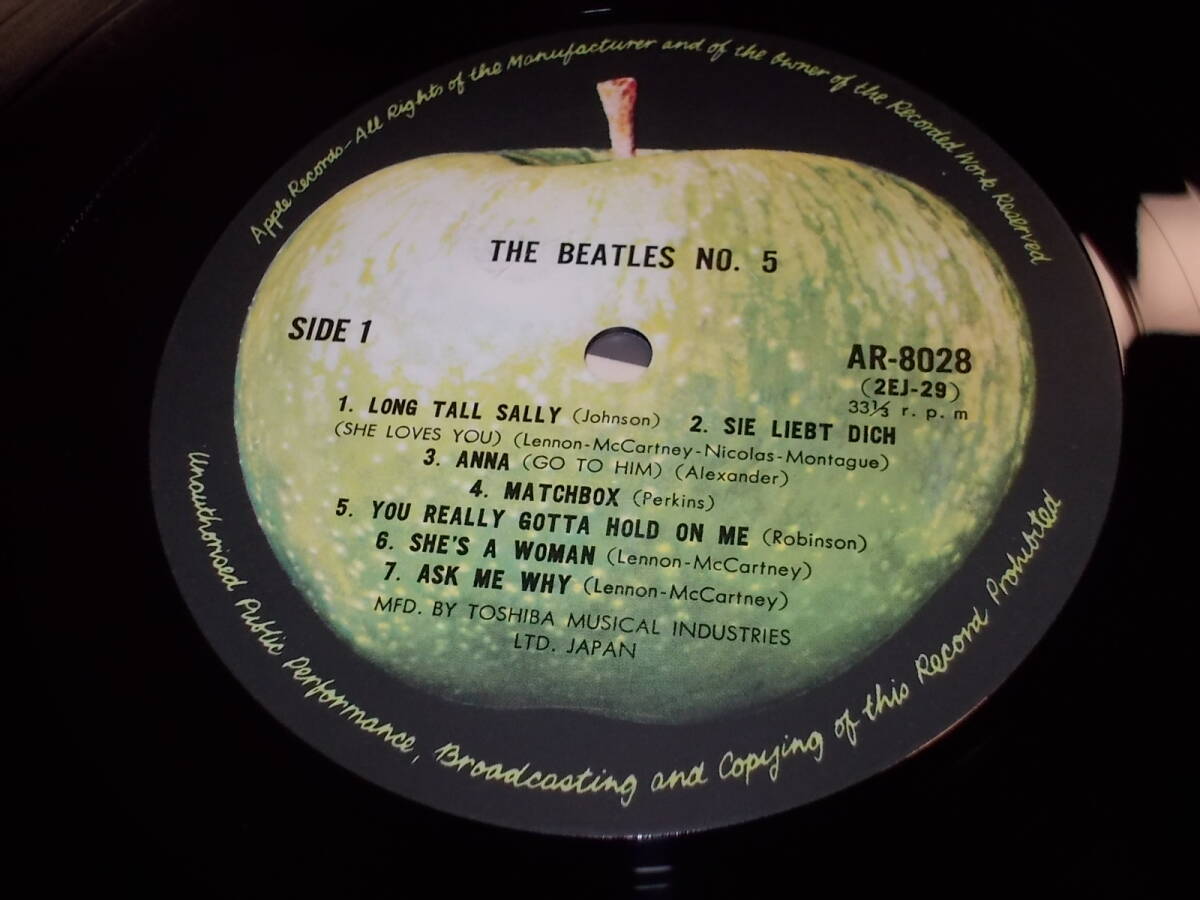 Apple Records-All Rights of the Manufacturer and of the Owner of the Recorded Work Reserved
THE BEATLES NO. 5
SIDE 1
AR-8028
(2EJ-29)
33⅓ r. p. m
1. LONG TALL SALLY (Johnson) 2. SIE LIEBT DICH
(SHE LOVES YOU) (Lennon-McCartney-Nicolas-Montague)
3. ANNA (GO TO HIM) (Alexander)
4. MATCHBOX (Perkins)
5. YOU REALLY GOTTA HOLD ON ME (Robinson)
6. SHE'S A WOMAN (Lennon-McCartney)
7. ASK ME WHY (Lennon-McCartney)
MFD. BY TOSHIBA MUSICAL INDUSTRIES
LTD. JAPAN
Unauthorised Public Performance, Broadcasting and Copying of this Record Prohibited